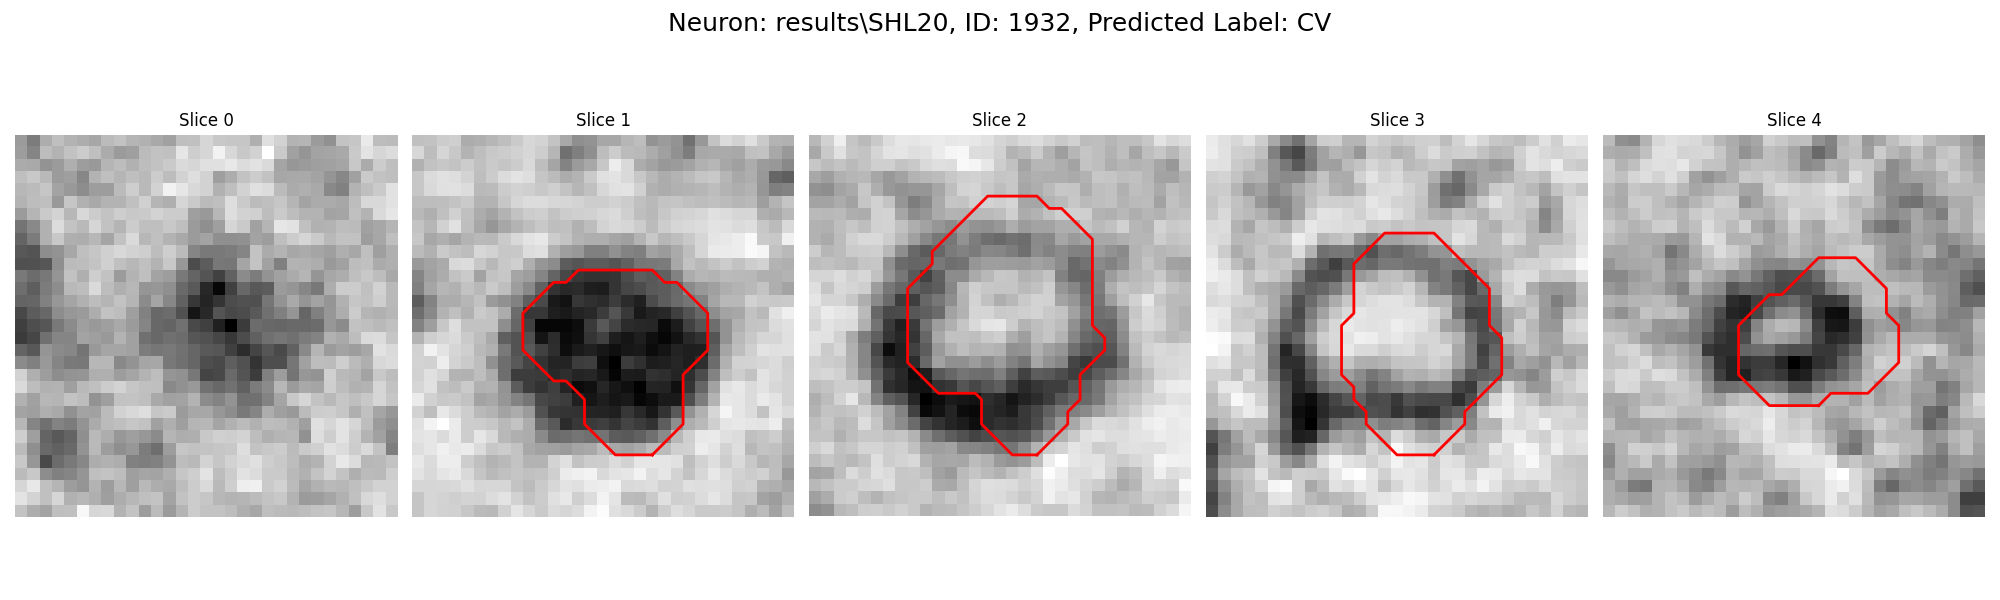 Neuron: results\SHL20, ID: 1932, Predicted Label: CV
Slice 0
Slice 1
Slice 2
Slice 3
Slice 4